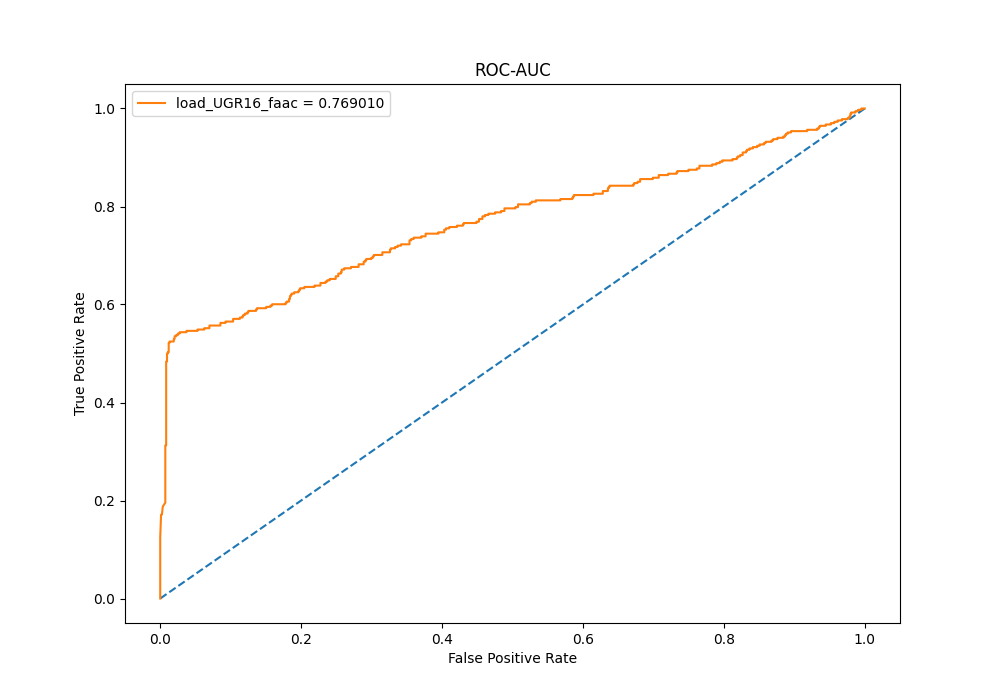 ROC-AUC
load_UGR16_faac = 0.769010
1.0
0.8
0.6
0.4
0.2
0.0
True Positive Rate
0.0 0.2 0.4 0.6 0.8 1.0
False Positive Rate